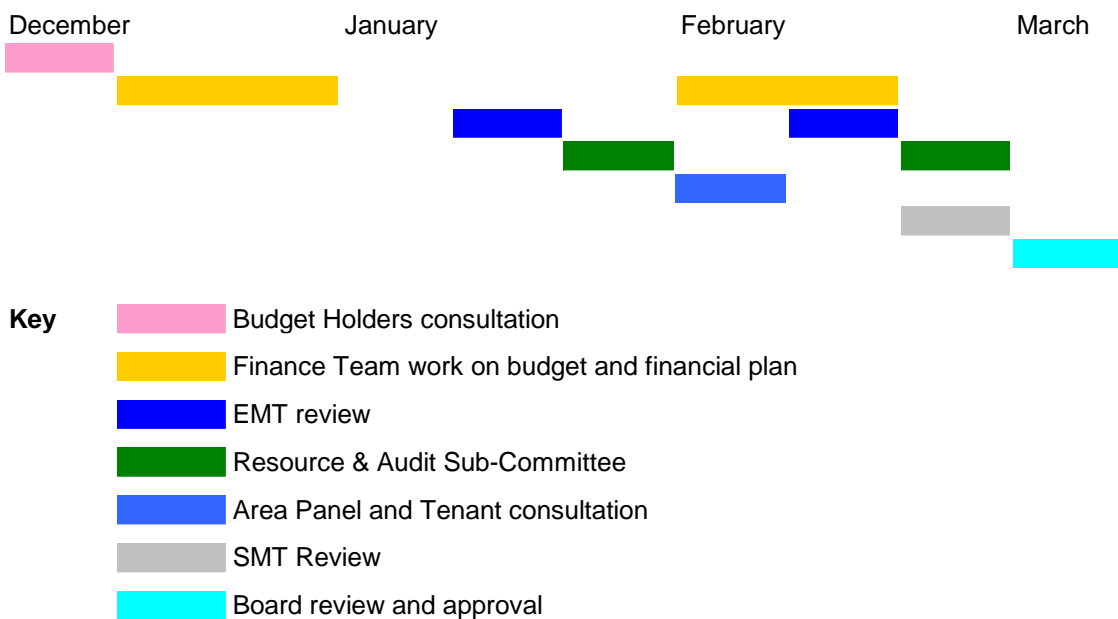 December January February March
Key Budget Holders consultation
Finance Team work on budget and financial plan
EMT review
Resource & Audit Sub-Committee
Area Panel and Tenant consultation
SMT Review
Board review and approval